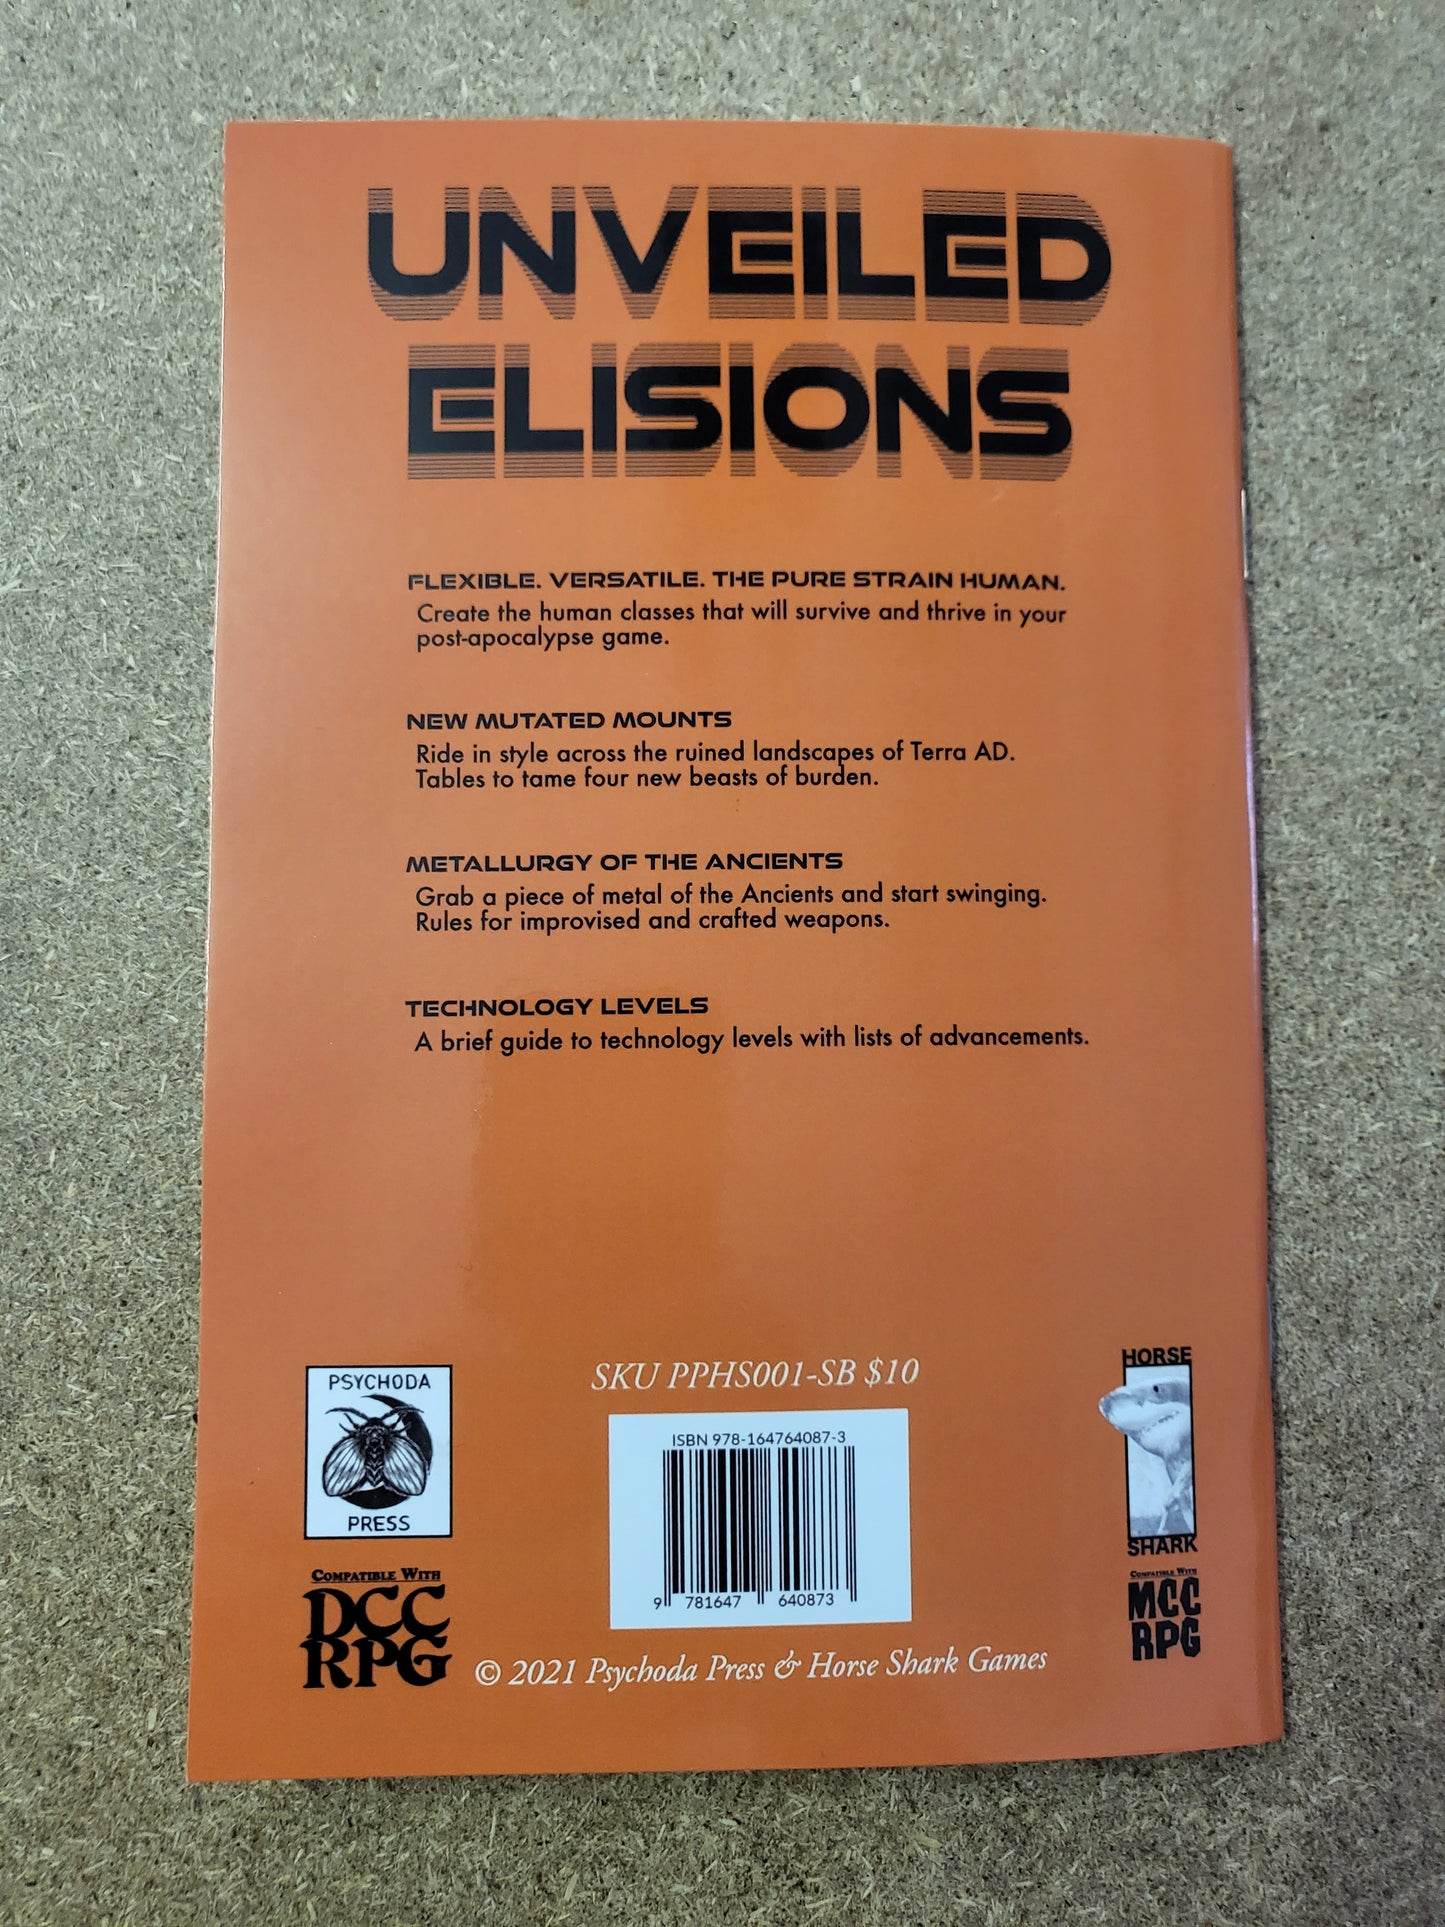 UNVEILED
ELISIONS
FLEXIBLE. VERSATILE. THE PURE STRAIN HUMAN.
Create the human classes that will survive and thrive in your
post-apocalypse game.
NEW MUTATED MOUNTS
Ride in style across the ruined landscapes of Terra AD.
Tables to tame four new beasts of burden.
METALLURGY OF THE ANCIENTS
Grab a piece of metal of the Ancients and start swinging.
Rules for improvised and crafted weapons.
TECHNOLOGY LEVELS
A brief guide to technology levels with lists of advancements.
PSYCHODA
PRESS
COMPATIBLE WITH
DCC
RPG
SKU PPHS001-SB $10
ISBN 978-164764087-3
9 781647 640873
© 2021 Psychoda Press & Horse Shark Games
HORSE
SHARK
COMPATIBLE WITH
MCC
RPG